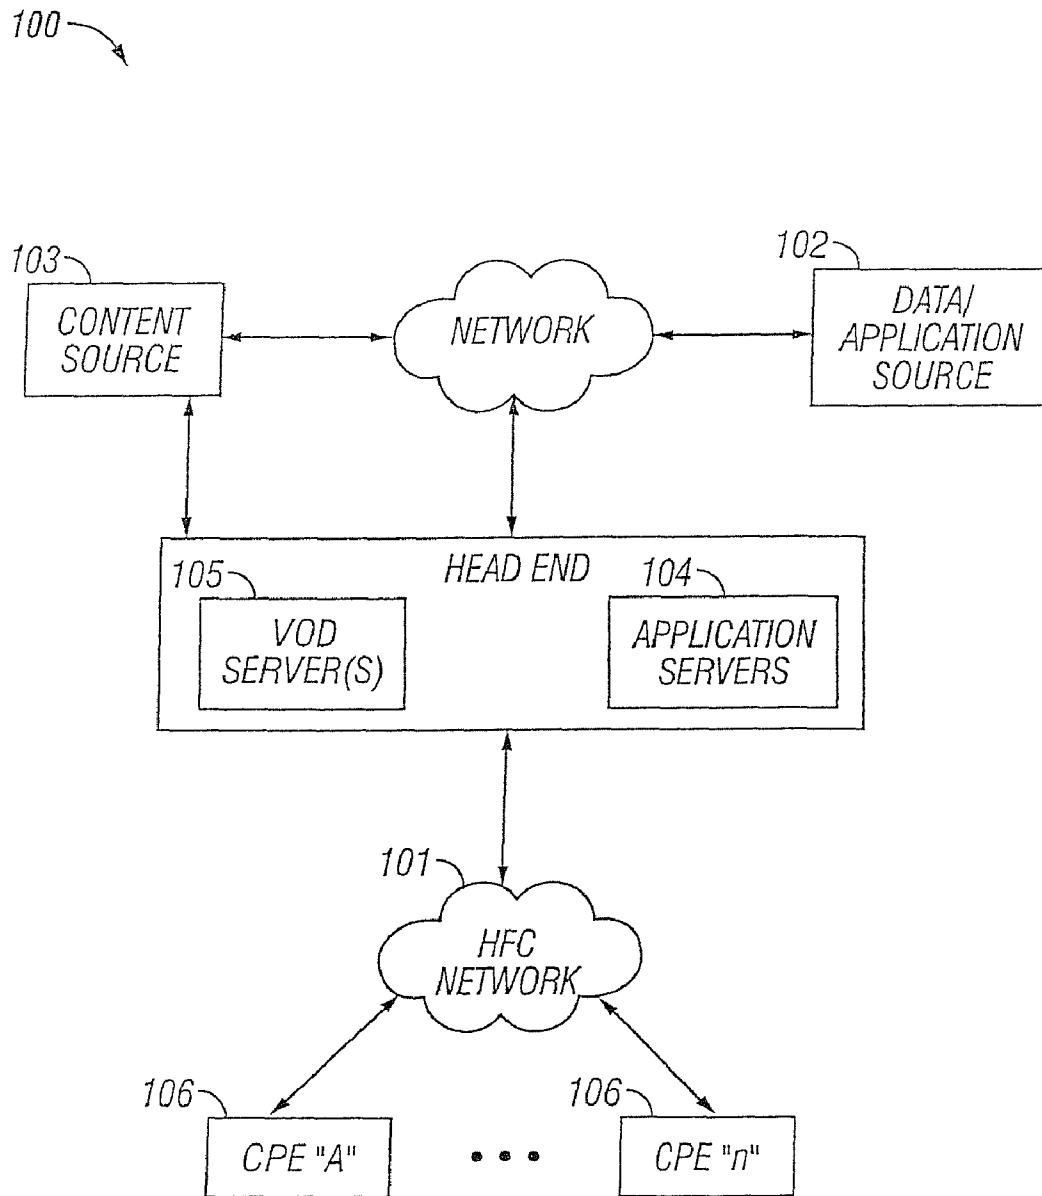 100
103
CONTENT
SOURCE
NETWORK
102
DATA/
APPLICATION
SOURCE
HEAD END
105
VOD
SERVER(S)
104
APPLICATION
SERVERS
101
HFC
NETWORK
106
CPE "A"
106
CPE "n"